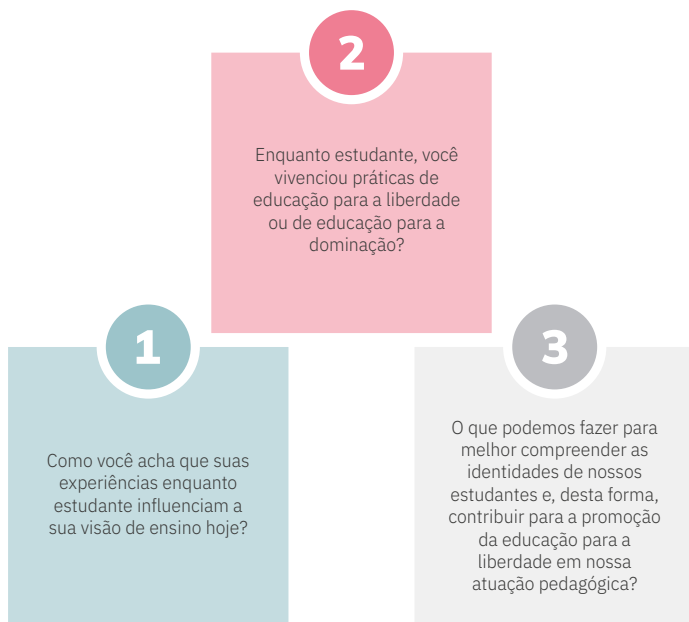 2
Enquanto estudante, você
vivenciou práticas de
educação para a liberdade
ou de educação para a
dominação?
1
Como você acha que suas
experiências enquanto
estudante influenciam a
sua visão de ensino hoje?
3
O que podemos fazer para
melhor compreender as
identidades de nossos
estudantes e, desta forma,
contribuir para a promoção
da educação para a
liberdade em nossa
atuação pedagógica?